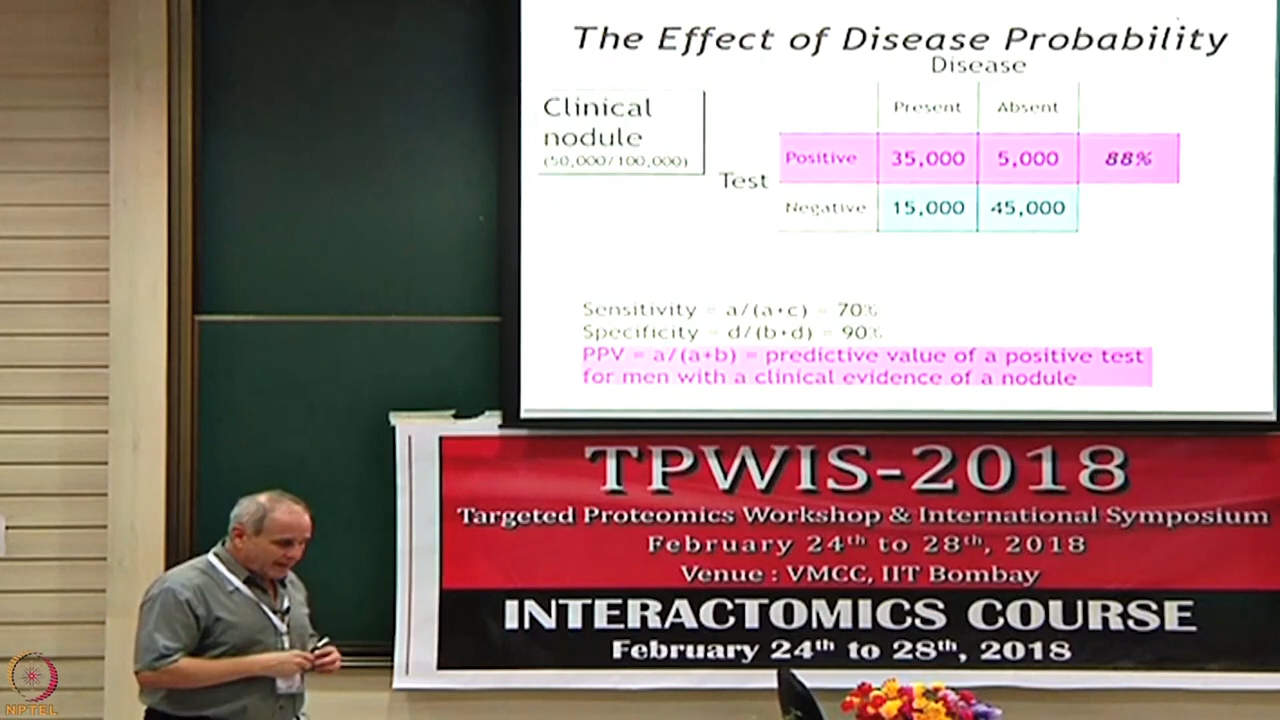 The Effect of Disease Probability
Disease
Clinical
nodule
(50,000/100,000)
Present Absent
Test
Positive 35,000 5,000 88%
Negative 15,000 45,000
Sensitivity = a/(a+c) = 70%
Specificity = d/(b+d) = 90%
PPV = a/(a+b) = predictive value of a positive test
for men with a clinical evidence of a nodule
TPWIS-2018
Targeted Proteomics Workshop & International Symposium
February 24th to 28th, 2018
Venue : VMCC, IIT Bombay
INTERACTOMICS COURSE
February 24th to 28th, 2018
NPTEL